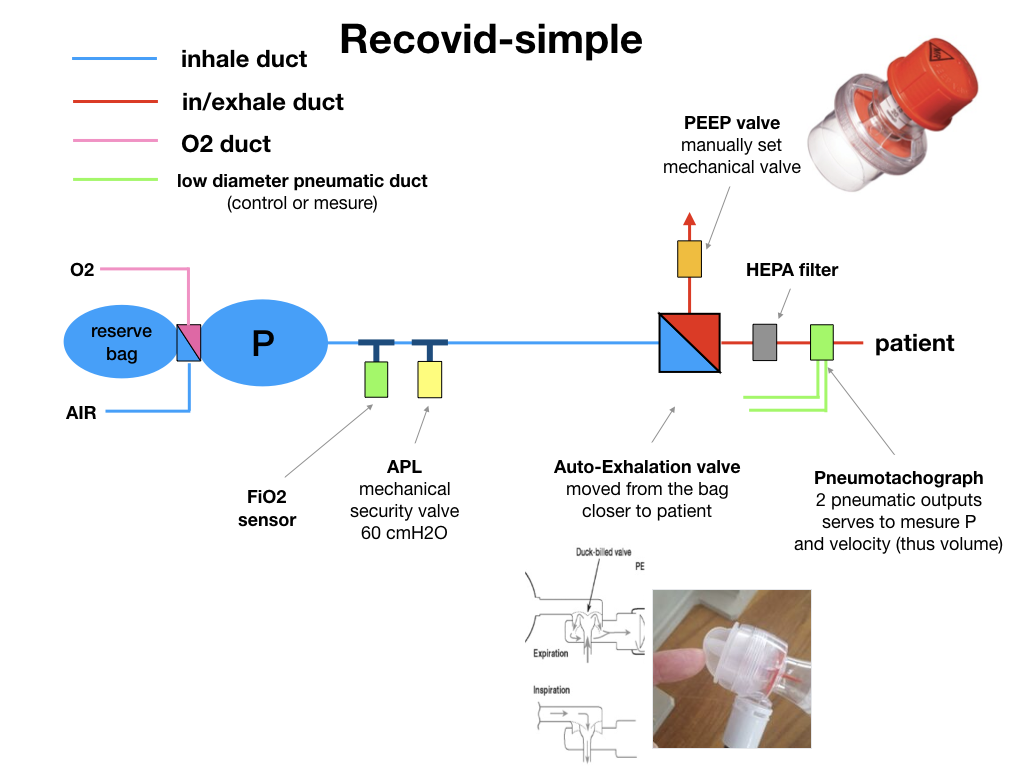 Recovid-simple
inhale duct
in/exhale duct
O2 duct
low diameter pneumatic duct
(control or mesure)
PEEP valve
manually set
mechanical valve
O2
reserve
bag
P
AIR
HEPA filter
patient
FiO2
sensor
APL
mechanical
security valve
60 cmH2O
Auto-Exhalation valve
moved from the bag
closer to patient
Pneumotachograph
2 pneumatic outputs
serves to mesure P
and velocity (thus volume)
Duck-billed valve
PE
Expiration
Inspiration